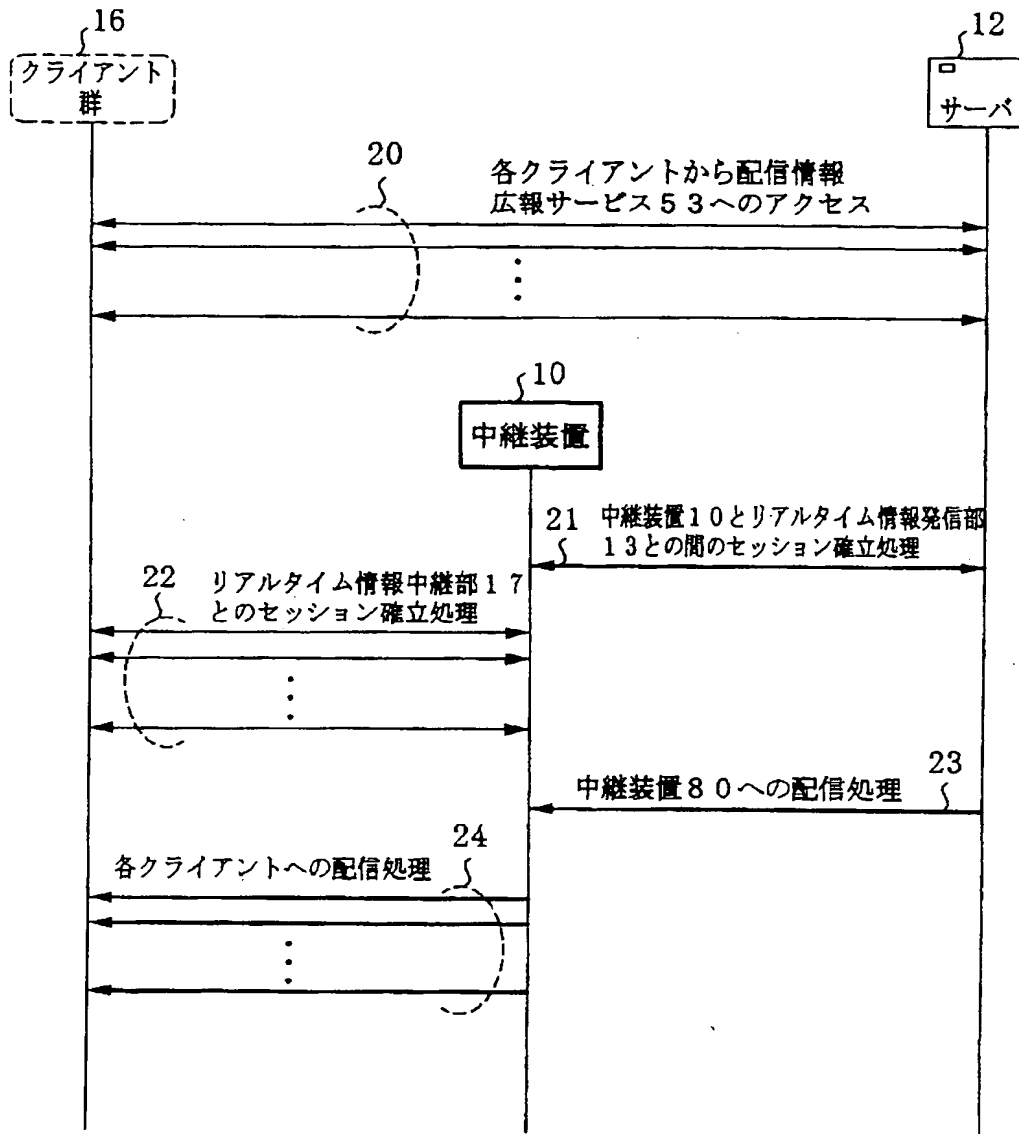 16
クライアント
群
12
サーバ
20
各クライアントから配信情報
広報サービス５３へのアクセス
10
中継装置
21
中継装置１０とリアルタイム情報発信部
１３との間のセッション確立処理
22
リアルタイム情報中継部１７
とのセッション確立処理
中継装置８０への配信処理
23
各クライアントへの配信処理
24